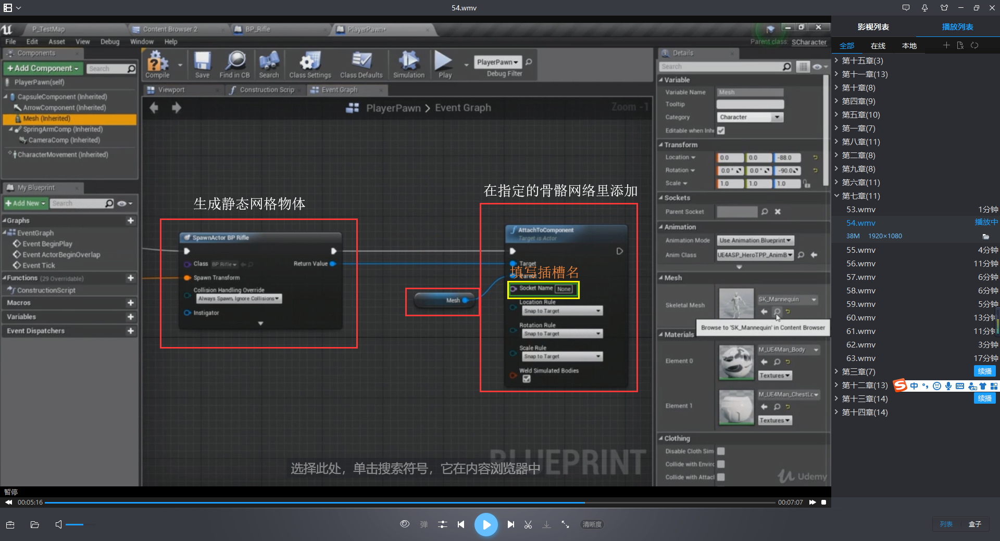 54.wmv
P_TestMap
Content Browser 2
BP_Rifle
PlayerPawn*
File Edit Asset View Debug Window Help
Parent class: SCharacter
Components
+Add Component
Search
PlayerPawn(self)
CapsuleComponent (Inherited)
ArrowComponent (Inherited)
Mesh (Inherited)
SpringArmComp (Inherited)
CameraComp (Inherited)
CharacterMovement (Inherited)
My Blueprint
+Add New
Search
Graphs
EventGraph
Event BeginPlay
Event ActorBeginOverlap
Event Tick
Functions (29 Overridable)
ConstructionScript
Macros
Variables
Event Dispatchers
Compile Save Find in CB Search Class Settings Class Defaults Simulation Play
PlayerPawn
Debug Filter
Viewport
Construction Scrip
Event Graph
PlayerPawn > Event Graph
Zoom -1
生成静态网格物体
SpawnActor BP Rifle
Class BP Rifle
Return Value
Spawn Transform
Collision Handling Override
Always Spawn, Ignore Collisions
Instigator
Mesh
在指定的骨骼网络里添加
AttachToComponent
Target is Actor
Target
填写插槽名
Parent
Socket Name None
Location Rule
Snap to Target
Rotation Rule
Snap to Target
Scale Rule
Snap to Target
Weld Simulated Bodies
BLUEPRINT
选择此处，单击搜索符号，它在内容浏览器中
Details
Search
Variable
Variable Name Mesh
Tooltip
Category Character
Editable when Inhe
Transform
Location 0.0 0.0 -88.0
Rotation 0.0 ° 0.0 ° -90.0
Scale 1.0 1.0 1.0
Sockets
Parent Socket
Animation
Animation Mode Use Animation Blueprint
Anim Class UE4ASP_HeroTPP_AnimB
Mesh
Skeletal Mesh SK_Mannequin
Browse to 'SK_Mannequin' in Content Browser
Materials
Element 0 M_UE4Man_Body
Textures
Element 1 M_UE4Man_ChestLo
Textures
Clothing
Disable Cloth Sim
Collide with Enviro
Collide with Attacl
Udemy
暂停
00:05:16
00:07:07
弹
清晰度
影视列表 播放列表
全部 在线 本地
第十五章(3)
第十一章(13)
第十章(8)
第四章(9)
第五章(10)
第一章(7)
第八章(11)
第二章(8)
第九章(8)
第六章(11)
第七章(11)
53.wmv 1分钟
54.wmv 播放中
38M 1920×1080
55.wmv 4分钟
56.wmv 11分钟
57.wmv 6分钟
58.wmv 6分钟
59.wmv 5分钟
60.wmv 13分钟
61.wmv 11分钟
62.wmv 3分钟
63.wmv 17分钟
第三章(7) 续播
第十二章(13)
中
第十三章(14) 续播
第十四章(14)
列表 盒子